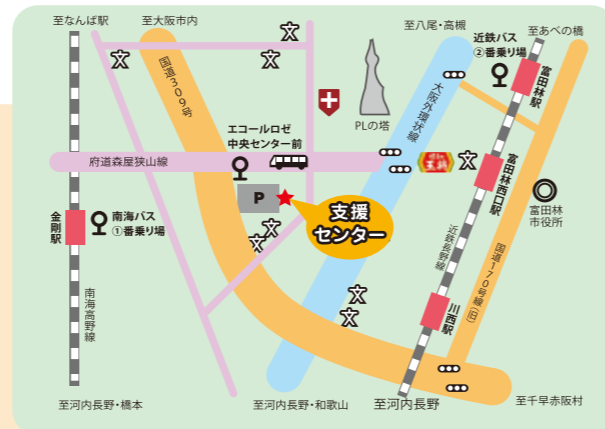 至なんば駅
至大阪市内
至八尾・高槻
至あべの橋
近鉄バス
②番乗り場
国道309号
大阪外環状線
富田林駅
PLの塔
エコールロゼ
中央センター前
府道森屋狭山線
富田林西口駅
P
支援
センター
富田林
市役所
金剛駅
南海バス
①番乗り場
近鉄長野線
国道170号線(旧)
川西駅
南海高野線
至河内長野・橋本
至河内長野・和歌山
至河内長野
至千早赤阪村